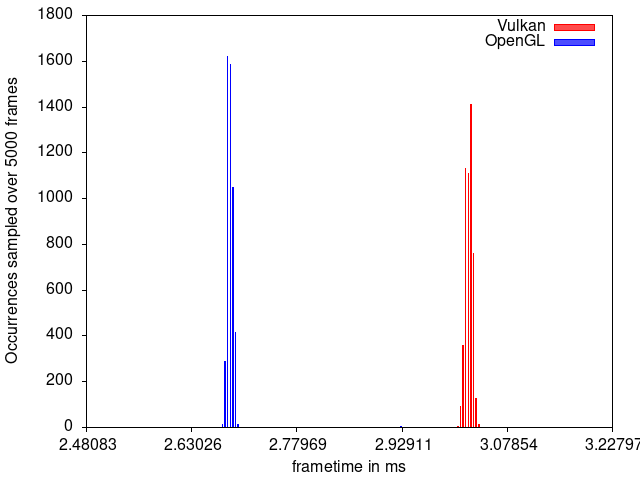 Vulkan
OpenGL
1800
1600
1400
1200
1000
800
600
400
200
0
2.48083 2.63026 2.77969 2.92911 3.07854 3.22797
Occurrences sampled over 5000 frames
frametime in ms